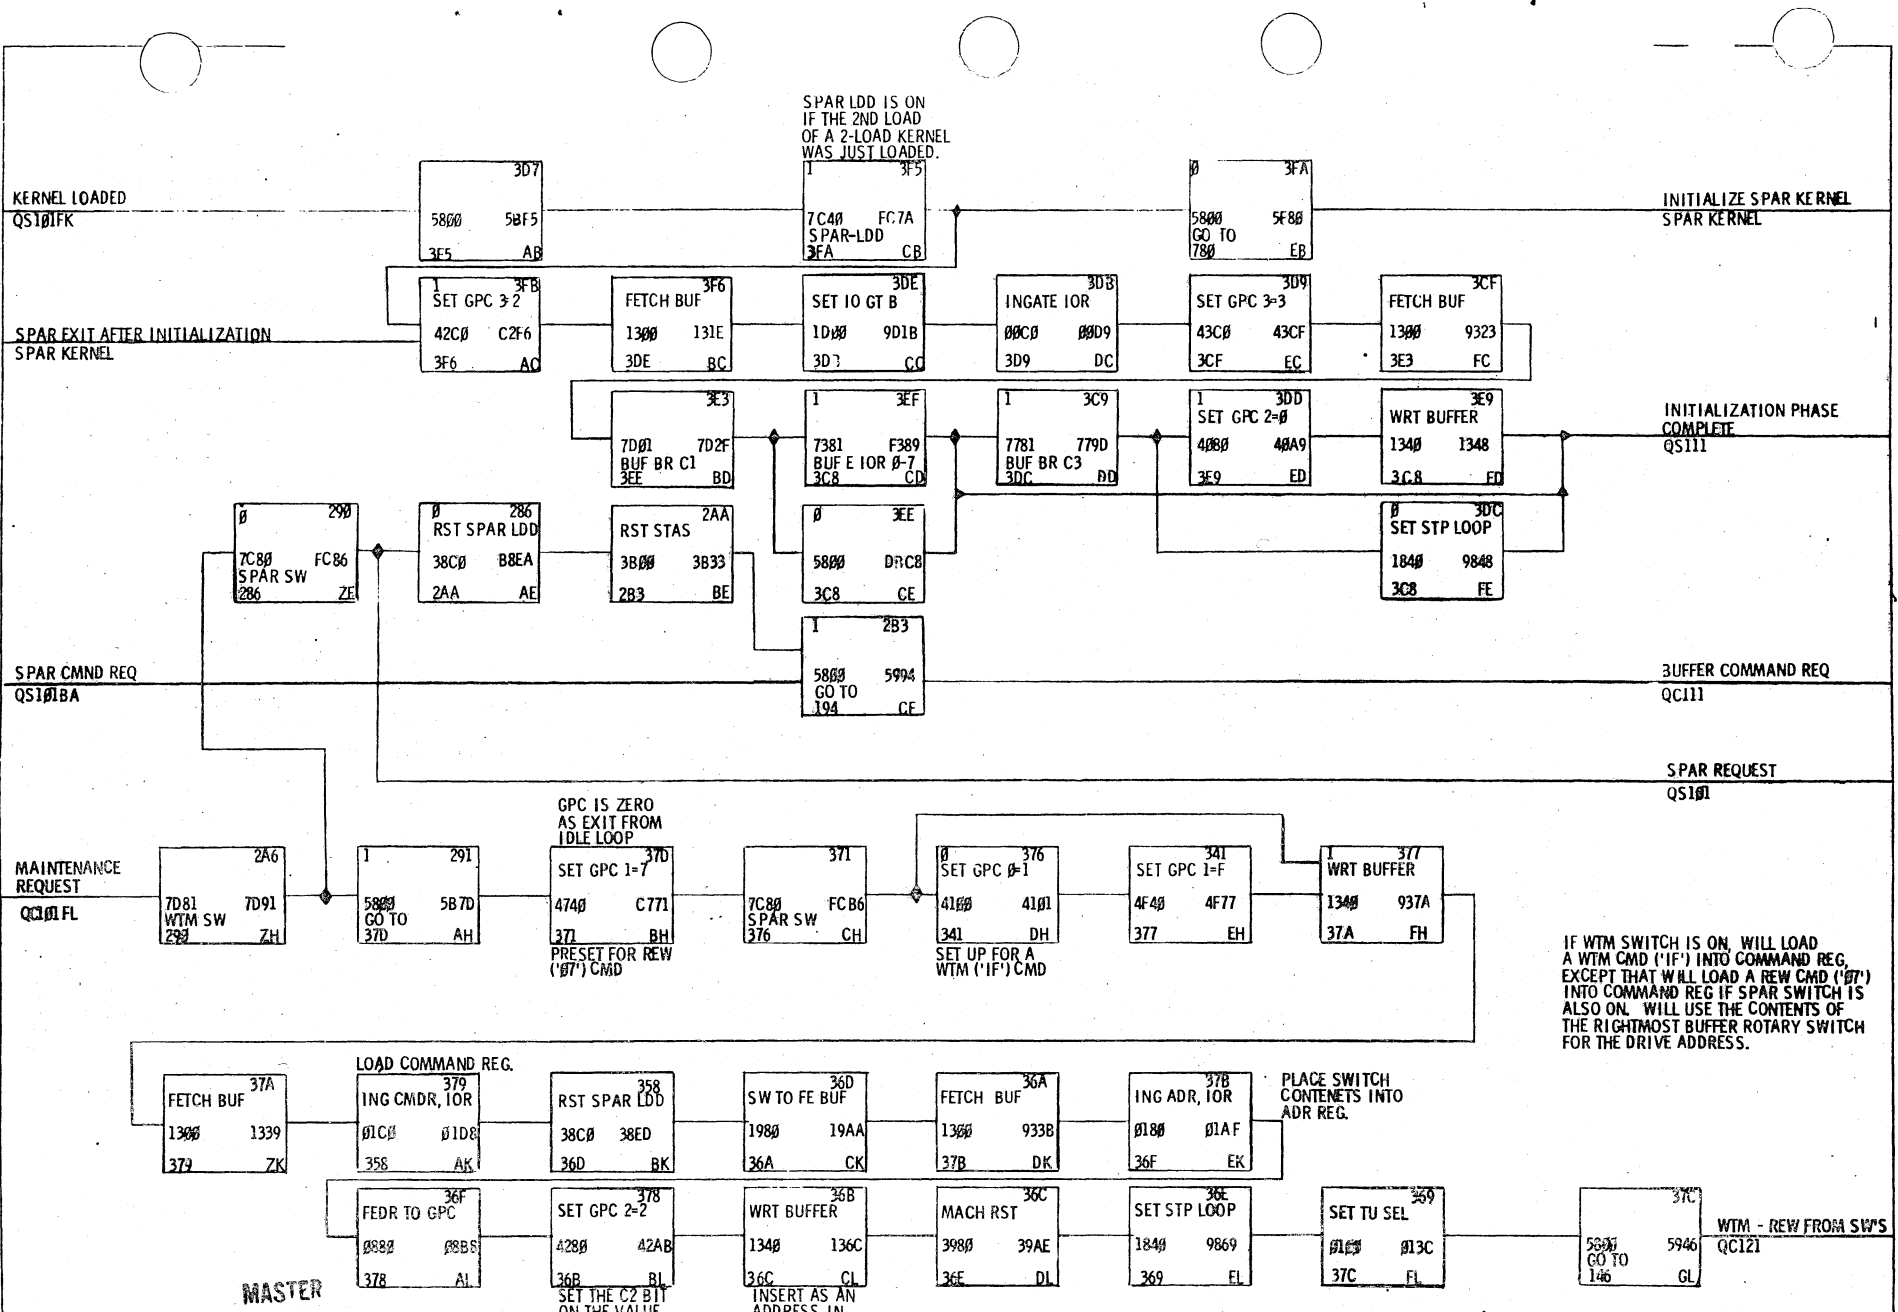 SPAR LDD IS ON
IF THE 2ND LOAD
OF A 2-LOAD KERNEL
WAS JUST LOADED.
KERNEL LOADED
QS1Ø1FK
3D7
58ØØ 5BF5
3F5 AB
1 3F5
7C4Ø FC7A
SPAR-LDD
3FA CB
Ø 3FA
58ØØ 5F8Ø
GO TO
78Ø EB
INITIALIZE SPAR KERNEL
SPAR KERNEL
SPAR EXIT AFTER INITIALIZATION
SPAR KERNEL
1 3FB
SET GPC 3=2
42CØ C2F6
3F6 AC
3F6
FETCH BUF
13ØØ 131E
3DE BC
3DE
SET IO GT B
1DØØ 9D1B
CC
3DB
INGATE IOR
ØØCØ ØØD9
3D9 DC
3D9
SET GPC 3=3
43CØ 43CF
3CF EC
3CF
FETCH BUF
13ØØ 9323
3E3 FC
3E3
7DØ1 7D2F
BUF BR C1
3EE BD
1 3EF
7381 F389
BUF E IOR Ø-7
3C8 CD
1 3C9
7781 779D
BUF BR C3
3DC DD
1 3DD
SET GPC 2=Ø
4Ø8Ø 4ØA9
3E9 ED
3E9
WRT BUFFER
134Ø 1348
3C8 FD
INITIALIZATION PHASE
COMPLETE
QS111
Ø 29Ø
7C8Ø FC86
SPAR SW
286 ZE
Ø 286
RST SPAR LDD
38CØ B8EA
2AA AE
2AA
RST STAS
3BØØ 3B33
2B3 BE
Ø 3EE
58ØØ DBC8
3C8 CE
Ø 3DC
SET STP LOOP
184Ø 9848
3C8 FE
SPAR CMND REQ
QS1Ø1BA
1 2B3
58ØØ 5994
GO TO
194 CF
BUFFER COMMAND REQ
QC111
SPAR REQUEST
QS1Ø1
MAINTENANCE
REQUEST
QC1Ø1FL
2A6
7D81 7D91
WTM SW
29Ø ZH
1 291
58ØØ 5B7D
GO TO
37D AH
GPC IS ZERO
AS EXIT FROM
IDLE LOOP
37D
SET GPC 1=7
474Ø C771
371 BH
PRESET FOR REW
('Ø7') CMD
371
7C8Ø FCB6
SPAR SW
376 CH
Ø 376
SET GPC Ø=1
41ØØ 41Ø1
341 DH
SET UP FOR A
WTM ('1F') CMD
341
SET GPC 1=F
4F4Ø 4F77
377 EH
1 377
WRT BUFFER
134Ø 937A
37A FH
IF WTM SWITCH IS ON, WILL LOAD
A WTM CMD ('1F') INTO COMMAND REG,
EXCEPT THAT WILL LOAD A REW CMD ('Ø7')
INTO COMMAND REG IF SPAR SWITCH IS
ALSO ON. WILL USE THE CONTENTS OF
THE RIGHTMOST BUFFER ROTARY SWITCH
FOR THE DRIVE ADDRESS.
37A
FETCH BUF
13ØØ 1339
379 ZK
LOAD COMMAND REG.
379
ING CMDR, IOR
Ø1CØ Ø1D8
358 AK
358
RST SPAR LDD
38CØ 38ED
36D BK
36D
SW TO FE BUF
198Ø 19AA
36A CK
36A
FETCH BUF
13ØØ 933B
37B DK
37B
ING ADR, IOR
Ø18Ø Ø1AF
36F EK
PLACE SWITCH
CONTENETS INTO
ADR REG.
36F
FEDR TO GPC
Ø88Ø Ø8B8
378 AL
378
SET GPC 2=2
428Ø 42AB
36B BL
SET THE C2 BIT
ON THE VALUE
36B
WRT BUFFER
134Ø 136C
36C CL
INSERT AS AN
ADDRESS IN
36C
MACH RST
398Ø 39AE
36E DL
36E
SET STP LOOP
184Ø 9869
369 EL
369
SET TU SEL
Ø13C
37C FL
37C
58ØØ 5946
GO TO
146 GL
WTM - REW FROM SW'S
QC121
MASTER